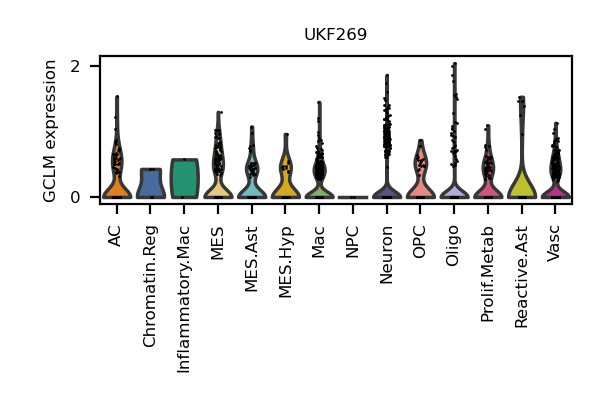 UKF269
GCLM expression
2
0
AC
Chromatin.Reg
Inflammatory.Mac
MES
MES.Ast
MES.Hyp
Mac
NPC
Neuron
OPC
Oligo
Prolif.Metab
Reactive.Ast
Vasc